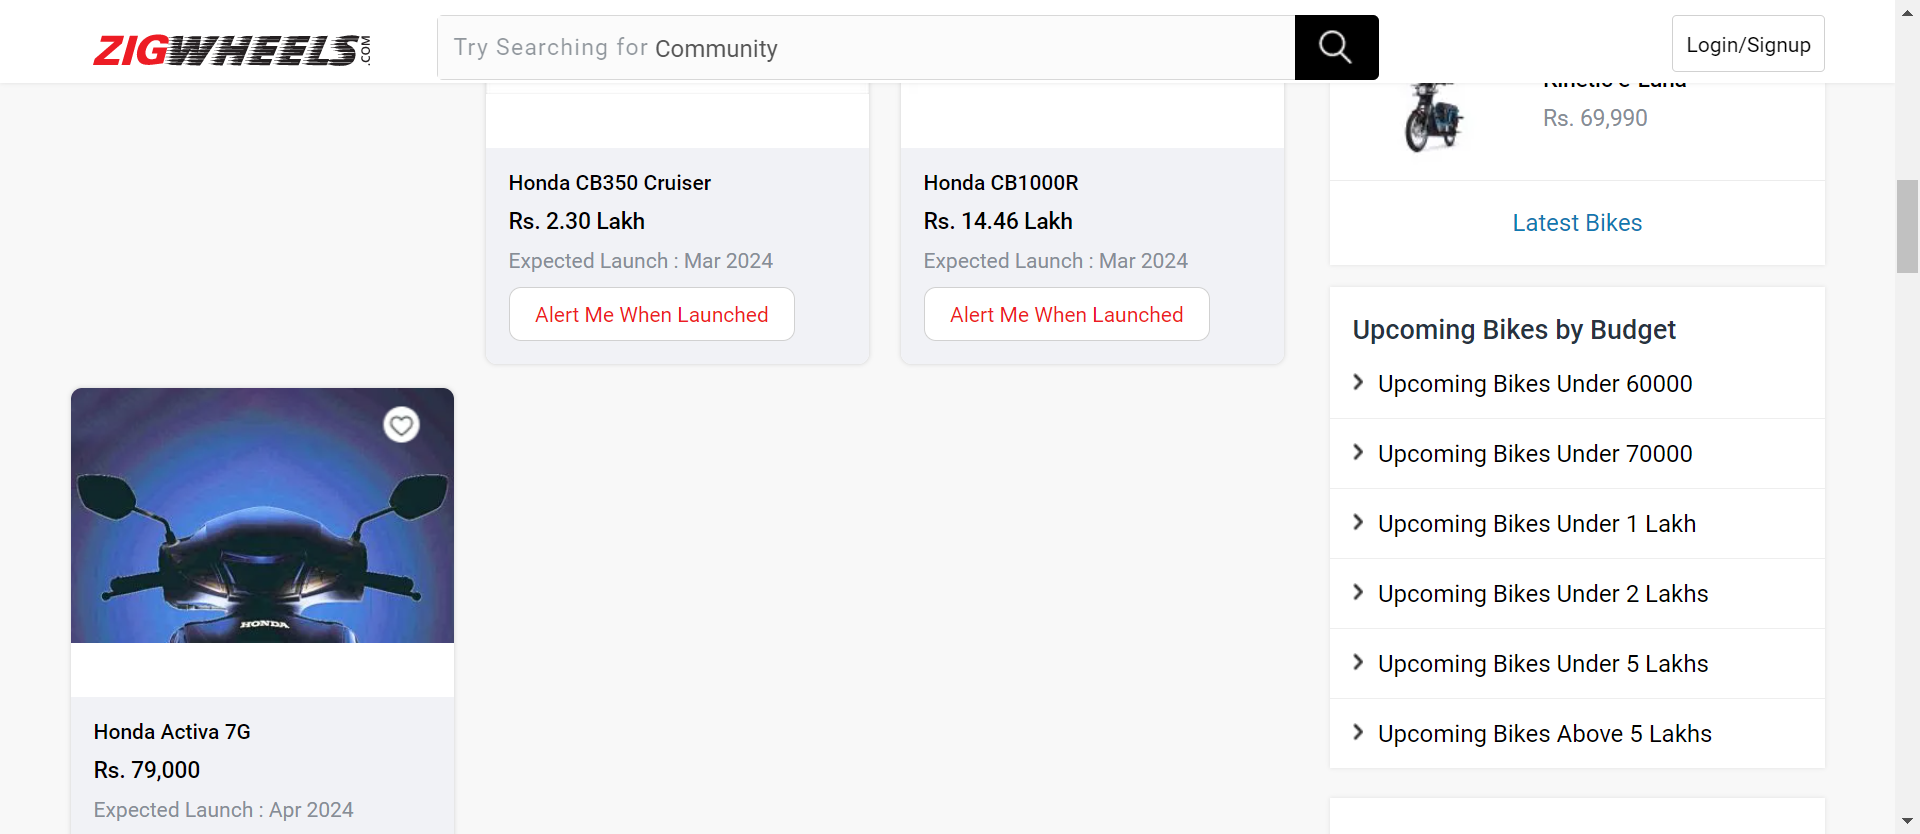 ZIGWHEELS.COM
Try Searching for Community
Login/Signup
Honda CB350 Cruiser
Rs. 2.30 Lakh
Expected Launch : Mar 2024
Alert Me When Launched
Honda CB1000R
Rs. 14.46 Lakh
Expected Launch : Mar 2024
Alert Me When Launched
HONDA
Honda Activa 7G
Rs. 79,000
Expected Launch : Apr 2024
Kinetic e-Luna
Rs. 69,990
Latest Bikes
Upcoming Bikes by Budget
Upcoming Bikes Under 60000
Upcoming Bikes Under 70000
Upcoming Bikes Under 1 Lakh
Upcoming Bikes Under 2 Lakhs
Upcoming Bikes Under 5 Lakhs
Upcoming Bikes Above 5 Lakhs